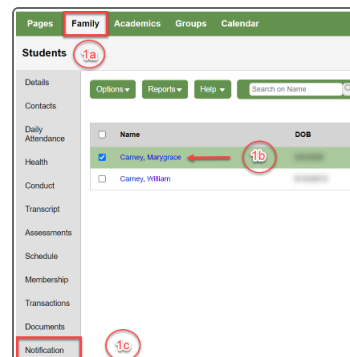 Pages Family Academics Groups Calendar
Students 1a
Details
Options Reports Help Search on Name
Contacts
Daily
Attendance
Name DOB
Health
Carney, Marygrace 1b
Conduct
Carney, William
Transcript
Assessments
Schedule
Membership
Transactions
Documents
Notification 1c